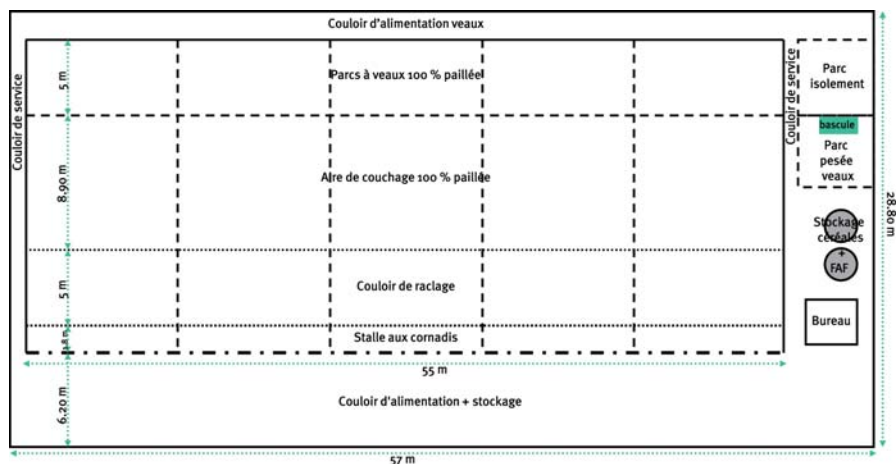 Couloir d'alimentation veaux
Couloir de service
5 m
Parcs à veaux 100 % paillée
Couloir de service
Parc
isolement
bascule
Parc
pesée
veaux
8.90 m
Aire de couchage 100 % paillée
28.80 m
Stockage
céréales
+
FAF
5 m
Couloir de raclage
Bureau
Stalle aux cornadis
55 m
6.20 m
Couloir d'alimentation + stockage
57 m